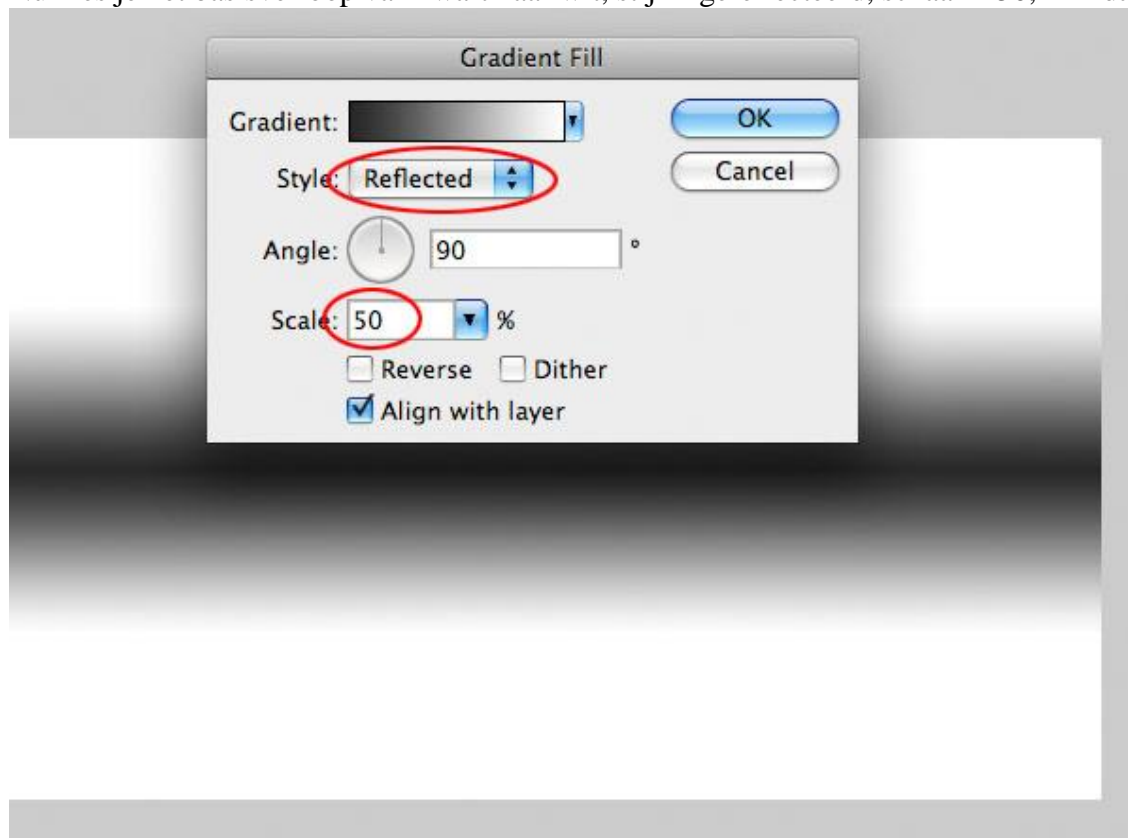 Gradient Fill
Gradient:
OK
Style: Reflected
Cancel
Angle: 90 °
Scale: 50 %
Reverse Dither
Align with layer